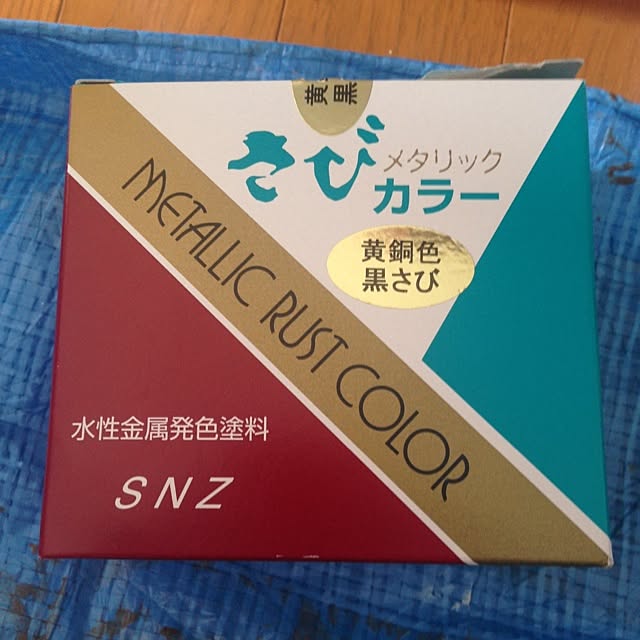 黄黒
さび
メタリック
カラー
黄銅色
黒さび
METALLIC RUST COLOR
水性金属発色塗料
SNZ